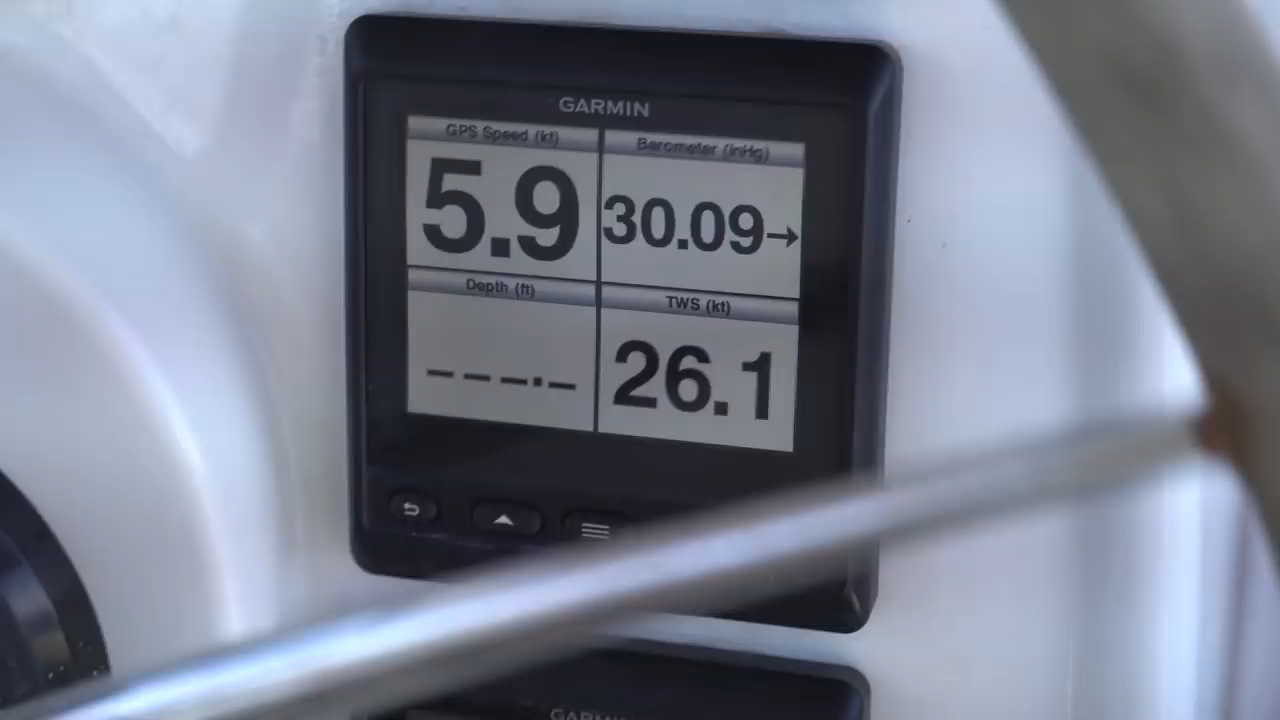 GARMIN
GPS Speed (kt)
5.9
Barometer (inHg)
30.09→
Depth (ft)
---.-
TWS (kt)
26.1
GARMIN